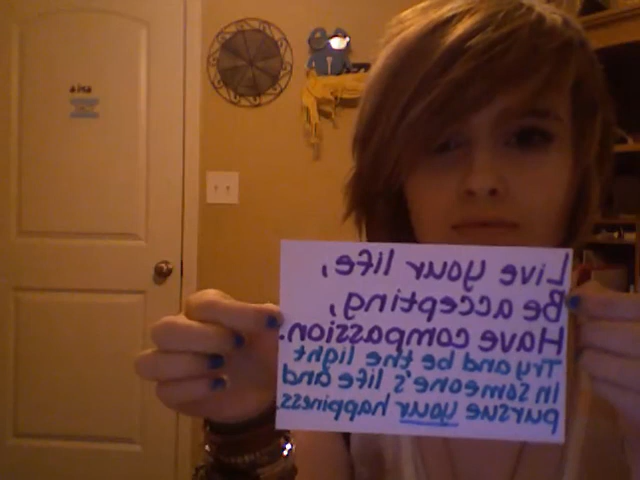 Live your life,
Be accepting,
Have compassion.
Try and be the light
in someone's life and
pursue your happiness.